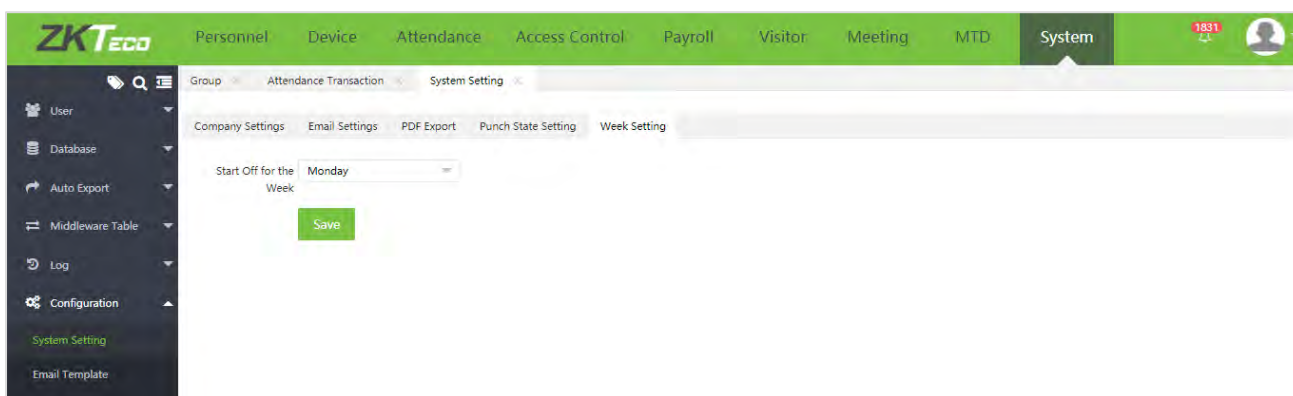 ZKTECO Personnel Device Attendance Access Control Payroll Visitor Meeting MTD System 1831
Group Attendance Transaction System Setting
User
Company Settings Email Settings PDF Export Punch State Setting Week Setting
Database
Start Off for the Week Monday
Auto Export
Middleware Table
Save
Log
Configuration
System Setting
Email Template